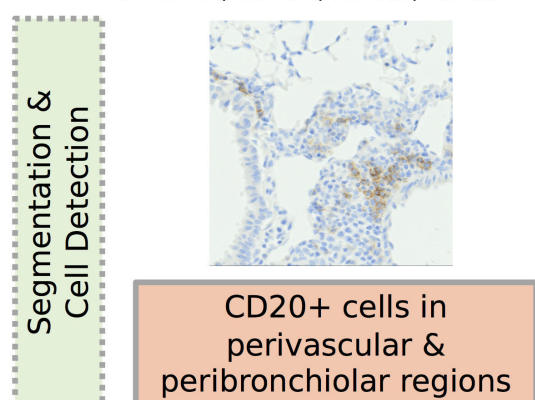 Segmentation &
Cell Detection
CD20+ cells in
perivascular &
peribronchiolar regions